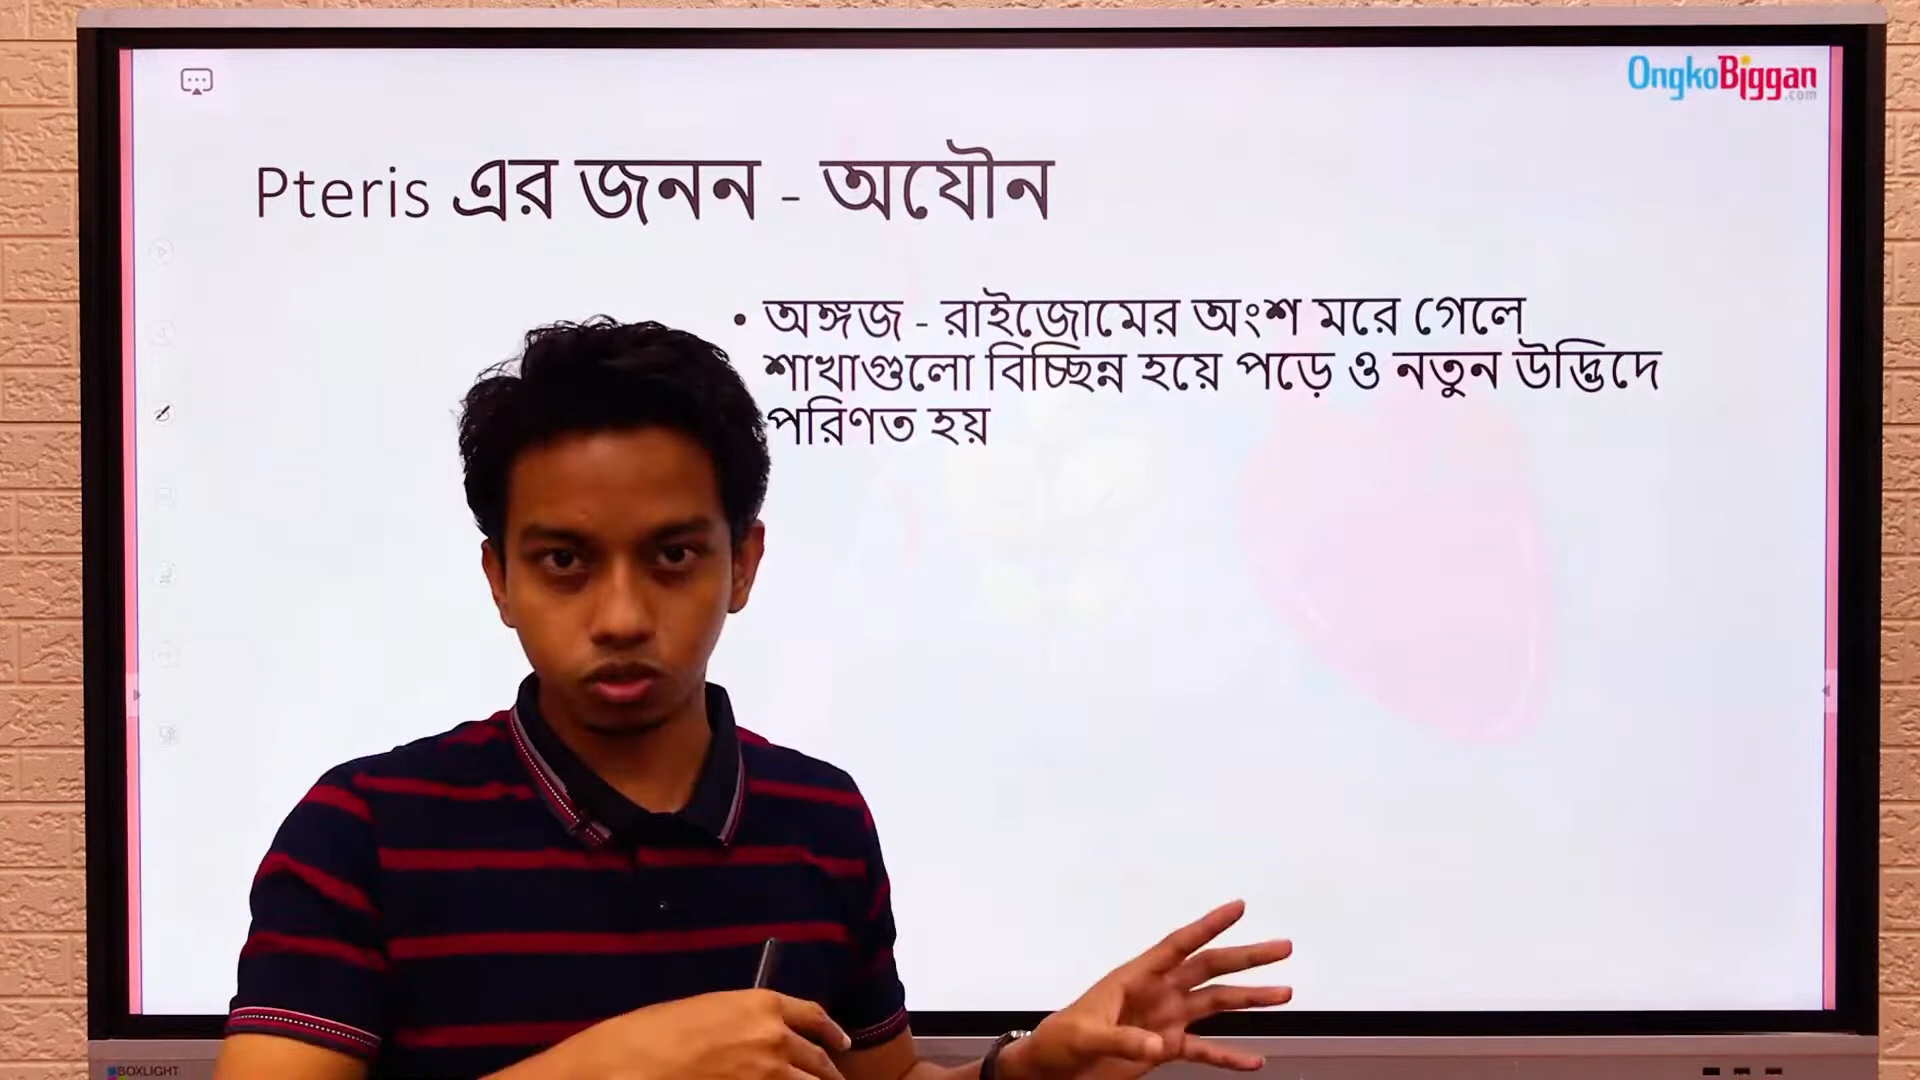 OngkoBiggan
.com
Pteris এর জনন - অযৌন
• অঙ্গজ - রাইজোমের অংশ মরে গেলে
শাখাগুলো বিচ্ছিন্ন হয়ে পড়ে ও নতুন উদ্ভিদে
পরিণত হয়
BOXLIGHT